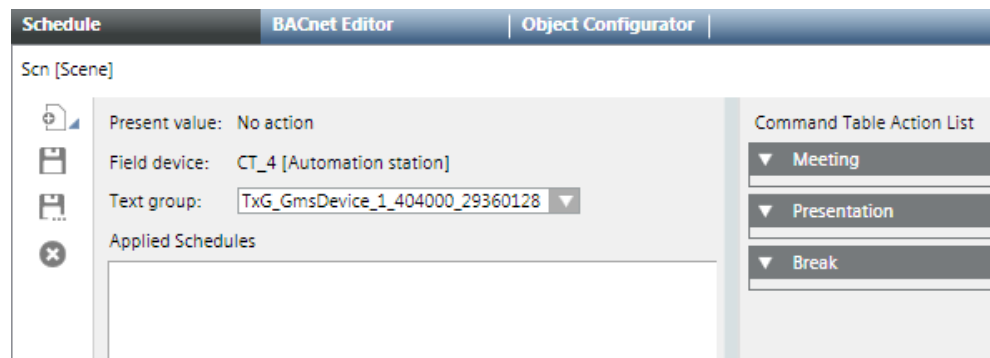 Schedule BACnet Editor Object Configurator
Scn [Scene]
Present value: No action
Field device: CT_4 [Automation station]
Text group: TxG_GmsDevice_1_404000_29360128
Applied Schedules
Command Table Action List
Meeting
Presentation
Break